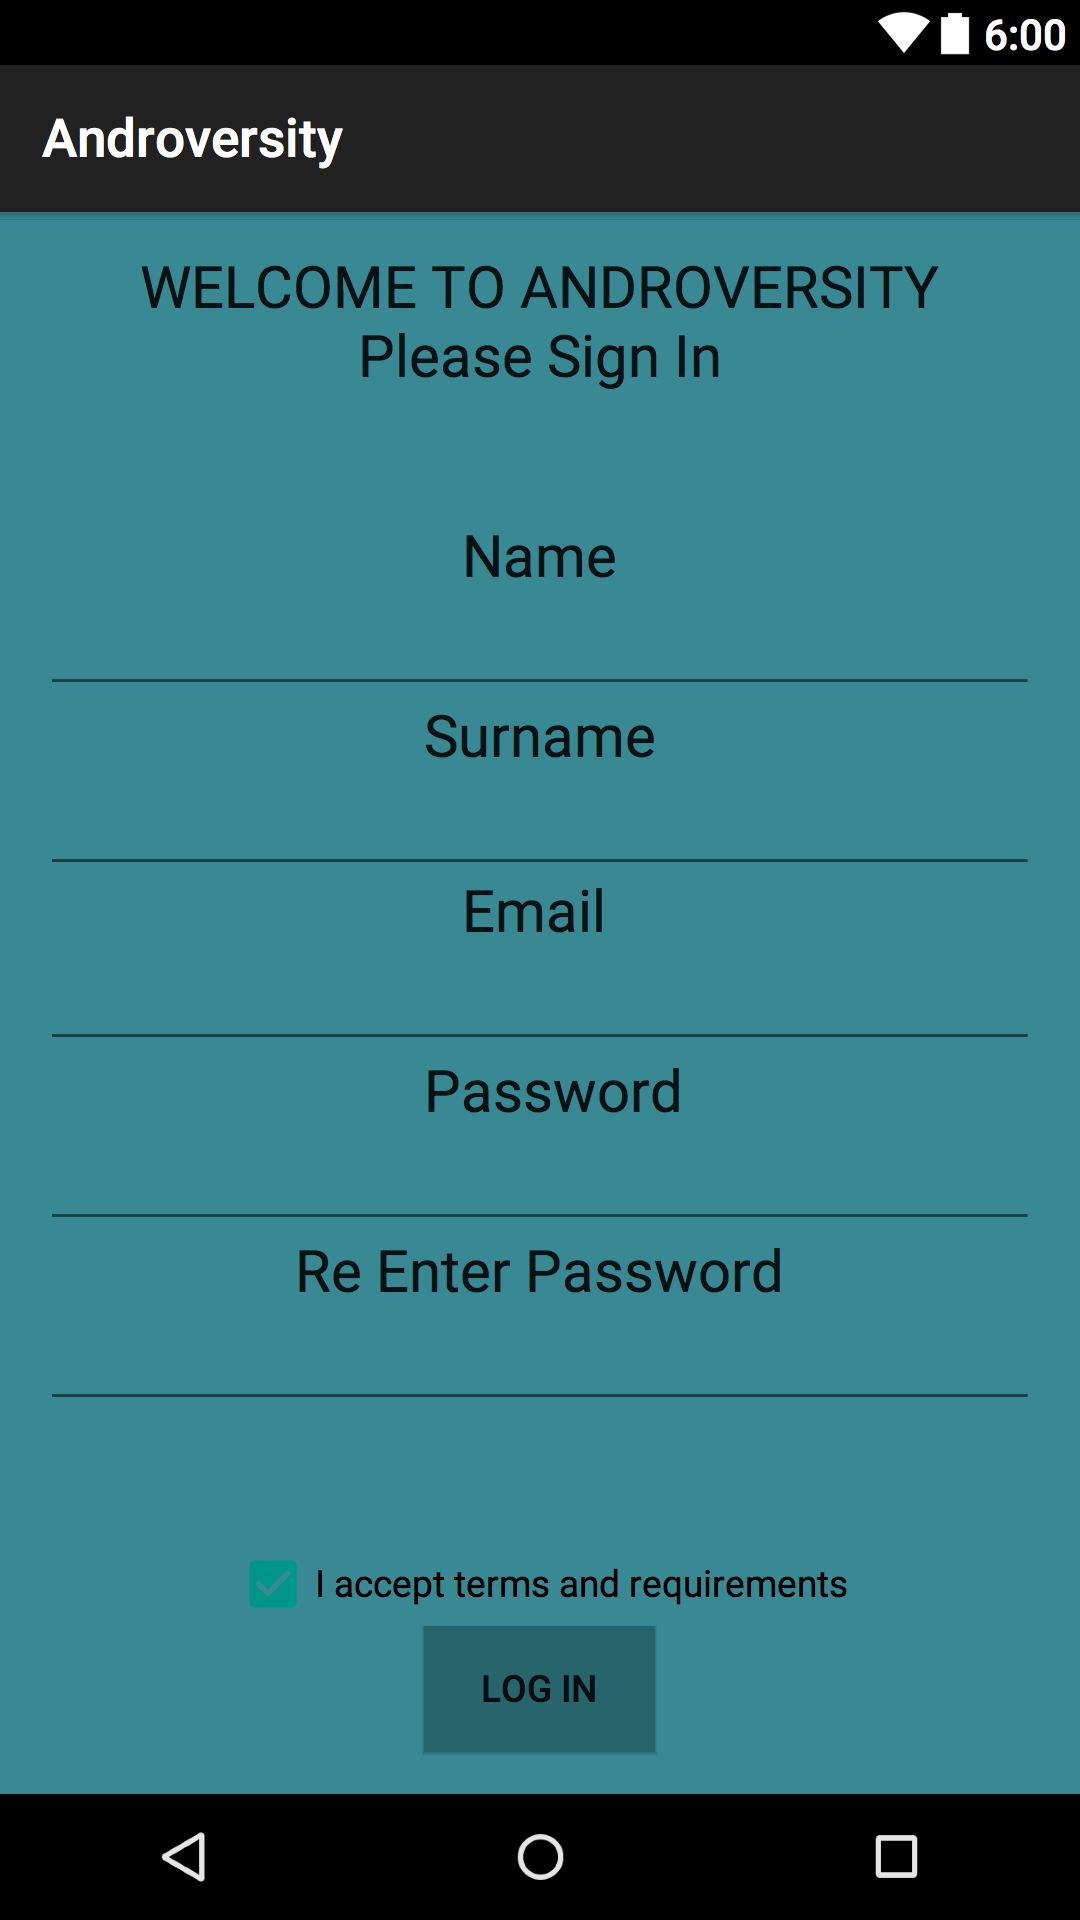 6:00
Androversity
WELCOME TO ANDROVERSITY
Please Sign In
Name
Surname
Email
Password
Re Enter Password
I accept terms and requirements
LOG IN